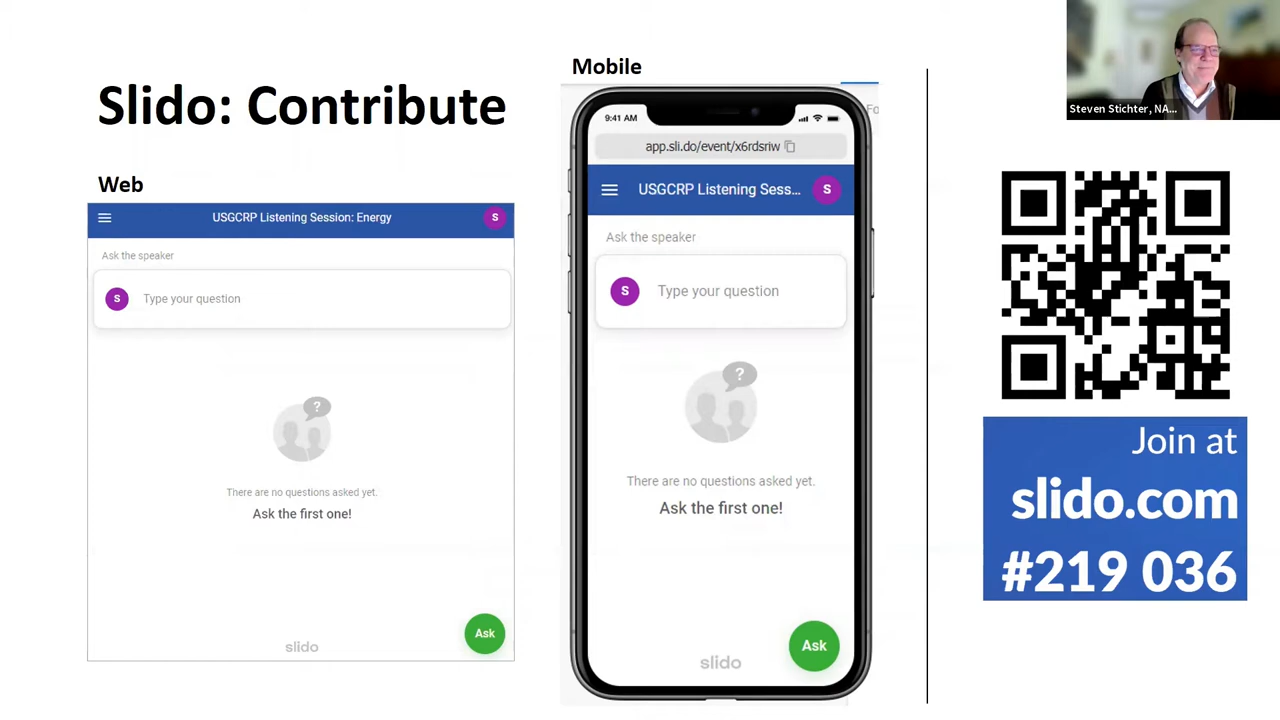 Slido: Contribute
Web
USGCRP Listening Session: Energy
S
Ask the speaker
S
Type your question
?
There are no questions asked yet.
Ask the first one!
Ask
slido
Mobile
Fo
9:41 AM
app.sli.do/event/x6rdsriw
USGCRP Listening Sess...
S
Ask the speaker
S
Type your question
?
There are no questions asked yet.
Ask the first one!
Ask
slido
Steven Stichter, NA...
Join at
slido.com
#219 036